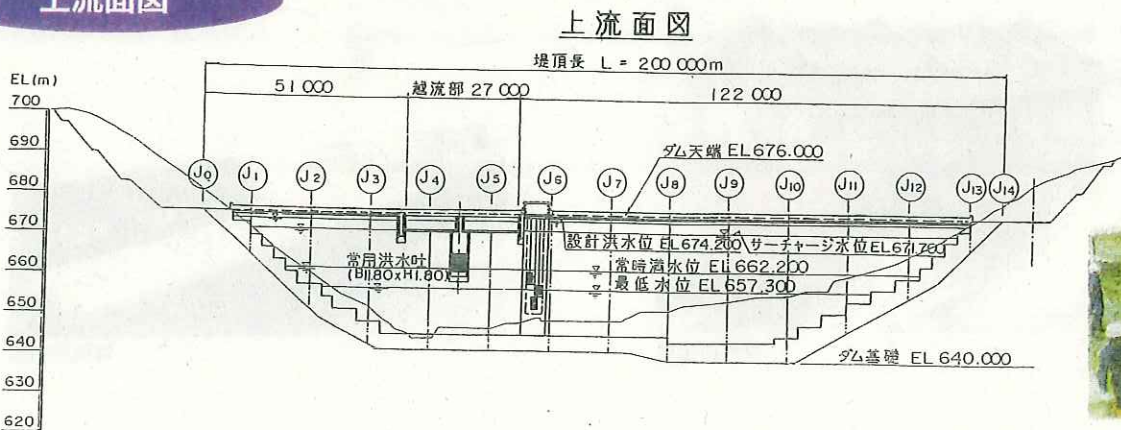 上流面図
上流面図
堤頂長 L = 200 000m
51 000 越流部 27 000 122 000
EL(m)
700
690
680
670
660
650
640
630
620
ダム天端 EL676.000
J0 J1 J2 J3 J4 J5 J6 J7 J8 J9 J10 J11 J12 J13 J14
設計洪水位 EL674.200 サーチャージ水位 EL671.700
常用洪水吐
(B1.80xH1.80)
常時満水位 EL662.200
最低水位 EL657.300
ダム基礎 EL 640.000